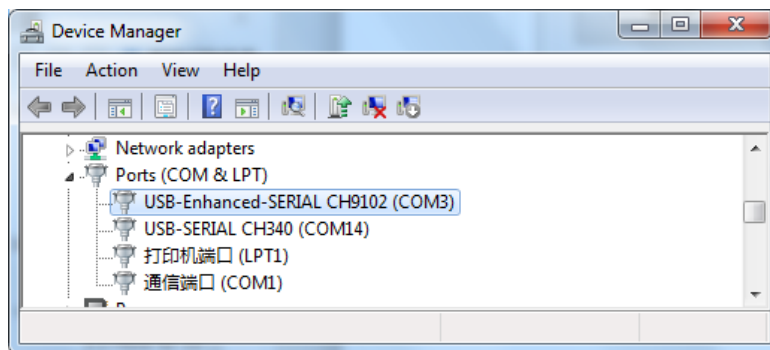 Device Manager
File Action View Help
Network adapters
Ports (COM & LPT)
USB-Enhanced-SERIAL CH9102 (COM3)
USB-SERIAL CH340 (COM14)
打印机端口 (LPT1)
通信端口 (COM1)